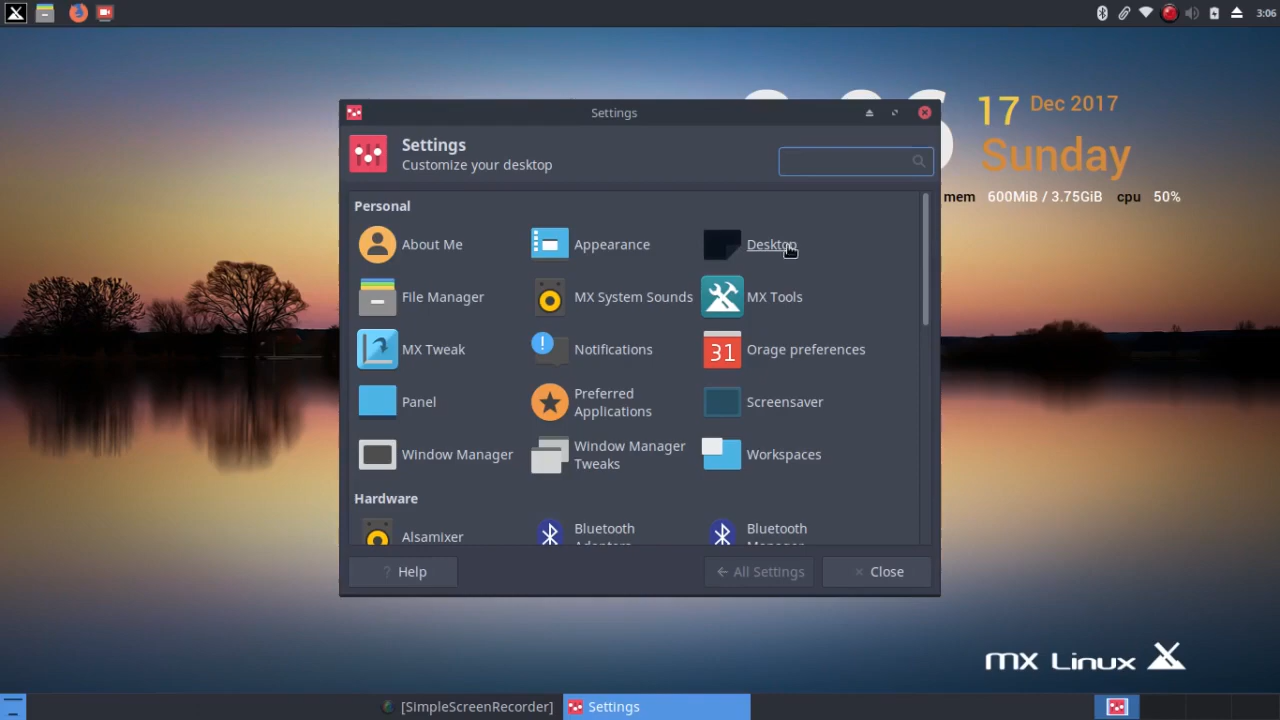 3:06
Settings
17 Dec 2017
Sunday
Settings
Customize your desktop
mem 600MiB / 3.75GiB cpu 50%
Personal
About Me
Appearance
Desktop
File Manager
MX System Sounds
MX Tools
MX Tweak
Notifications
31
Orage preferences
Panel
Preferred
Applications
Screensaver
Window Manager
Window Manager
Tweaks
Workspaces
Hardware
Alsamixer
Bluetooth
Adapters
Bluetooth
Manager
? Help
← All Settings
× Close
MX Linux
[SimpleScreenRecorder]
Settings